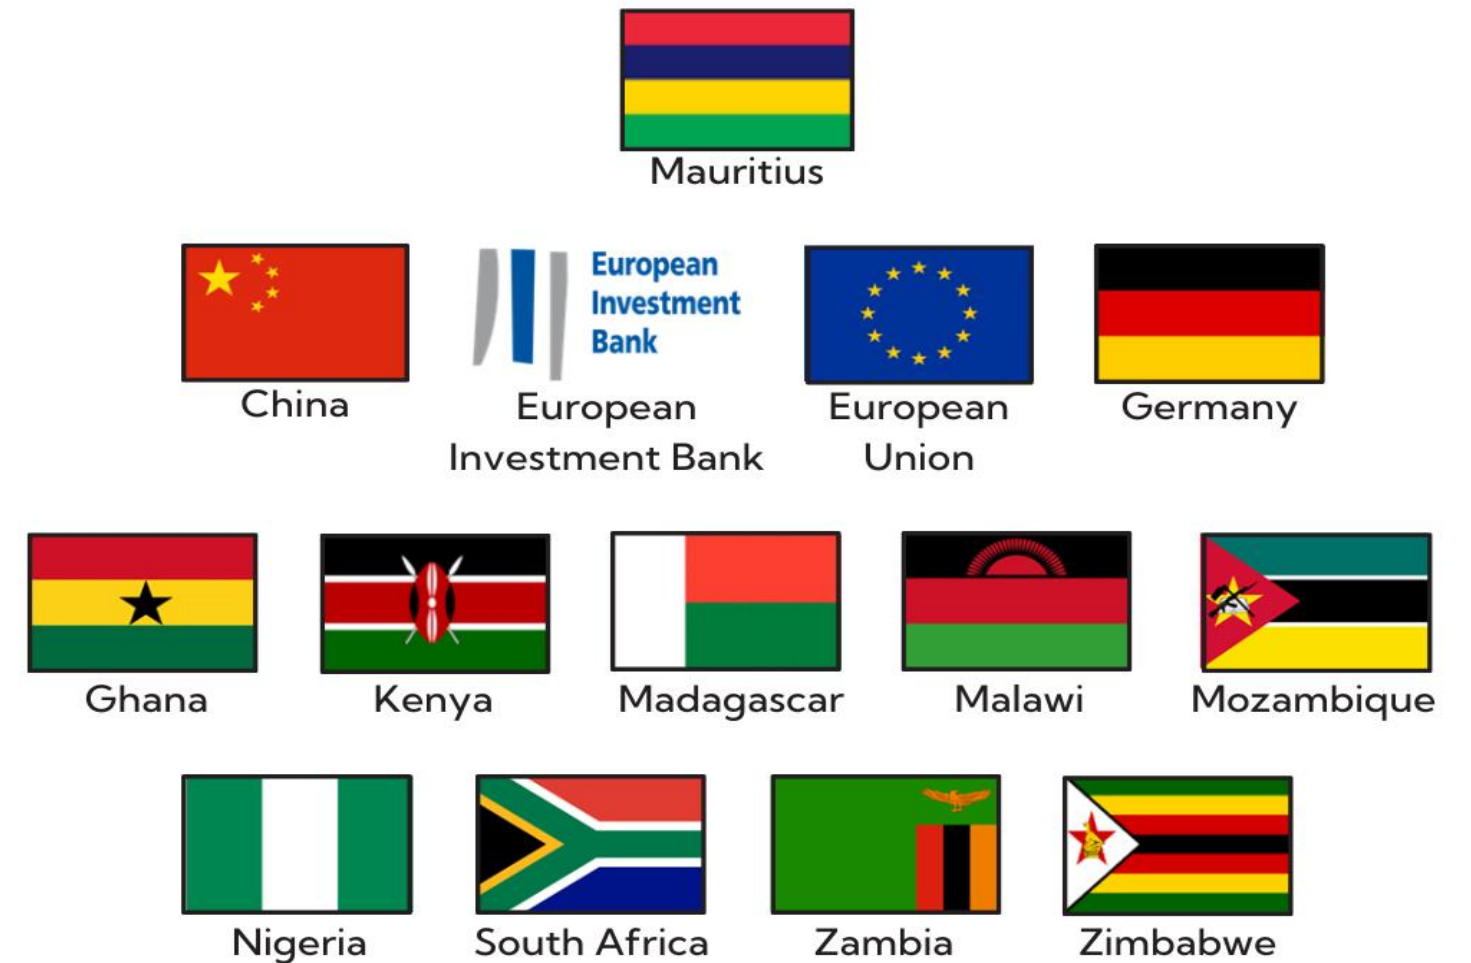 Mauritius
European
Investment
Bank
China
European
Investment Bank
European
Union
Germany
Ghana
Kenya
Madagascar
Malawi
Mozambique
Nigeria
South Africa
Zambia
Zimbabwe